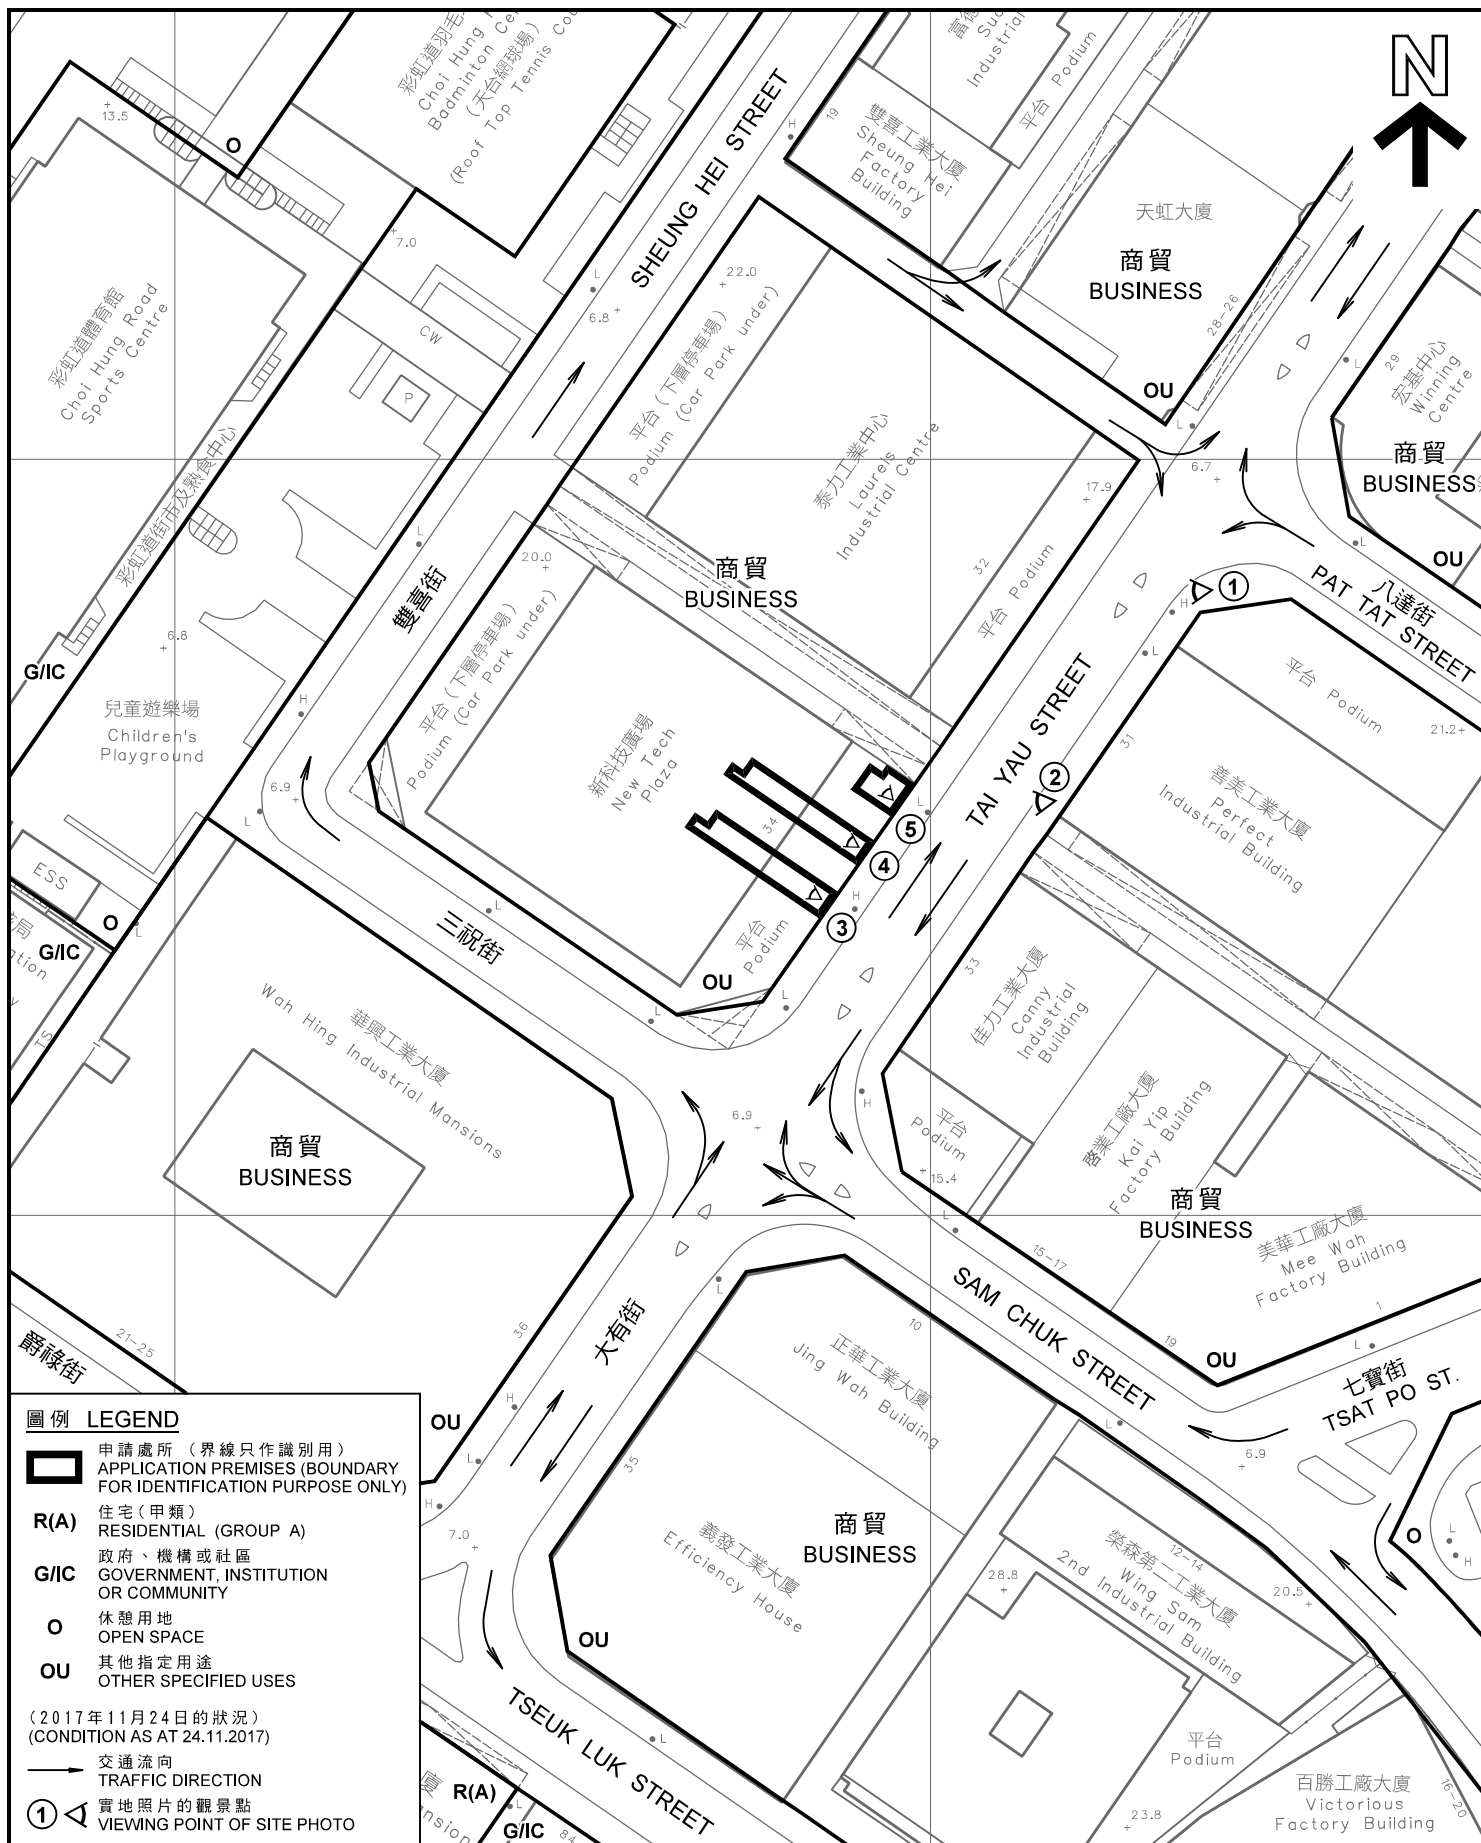 N
彩虹道羽毛
Choi Hung
Badminton Ce
(天台網球場)
(Roof Top Tennis Cou
富德
Suc
Industrial
平台 Podium
雙喜工業大廈
Sheung Hei
Factory
Building
19
天虹大廈
商貿
BUSINESS
28-26
SHEUNG HEI STREET
13.5
O
7.0
22.0
6.8
CW
P
彩虹道體育館
Choi Hung Road
Sports Centre
彩虹道街市及熟食中心
平台 (下層停車場)
Podium (Car Park under)
泰力工業中心
Laurels
Industrial Centre
17.9
32
平台 Podium
OU
6.7
29
宏基中心
Winning
Centre
商貿
BUSINESS
OU
八達街
PAT TAT STREET
1
商貿
BUSINESS
20.0
雙喜街
平台 (下層停車場)
Podium (Car Park under)
新科技廣場
New Tech
Plaza
34
平台
Podium
OU
G/IC
6.8
兒童遊樂場
Children's
Playground
6.9
TAI YAU STREET
2
5
4
3
31
平台 Podium
21.2
善美工業大廈
Perfect
Industrial Building
ESS
O
G/IC
局
ation
y
TS
三祝街
華興工業大廈
Wah Hing Industrial Mansions
商貿
BUSINESS
33
佳力工業大廈
Canny
Industrial
Building
平台
Podium
15.4
6.9
啓業工廠大廈
Kai Yip
Factory Building
商貿
BUSINESS
美華工廠大廈
Mee Wah
Factory Building
15-17
19
1
OU
SAM CHUK STREET
七寶街
TSAT PO ST.
6.9
爵祿街
21-25
36
大有街
10
正華工業大廈
Jing Wah Building
35
OU
7.0
義發工業大廈
Efficiency House
商貿
BUSINESS
OU
28.8
12-14
榮森第二工業大廈
Wing Sam
2nd Industrial Building
20.5
O
平台
Podium
23.8
百勝工廠大廈
Victorious
Factory Building
16-20
TSEUK LUK STREET
R(A)
廈
ansion
G/IC
84
L
H
圖例 LEGEND
申請處所 (界線只作識別用)
APPLICATION PREMISES (BOUNDARY
FOR IDENTIFICATION PURPOSE ONLY)
R(A)
住宅(甲類)
RESIDENTIAL (GROUP A)
G/IC
政府、機構或社區
GOVERNMENT, INSTITUTION
OR COMMUNITY
O
休憩用地
OPEN SPACE
OU
其他指定用途
OTHER SPECIFIED USES
(2017年11月24日的狀況)
(CONDITION AS AT 24.11.2017)
交通流向
TRAFFIC DIRECTION
1
實地照片的觀景點
VIEWING POINT OF SITE PHOTO